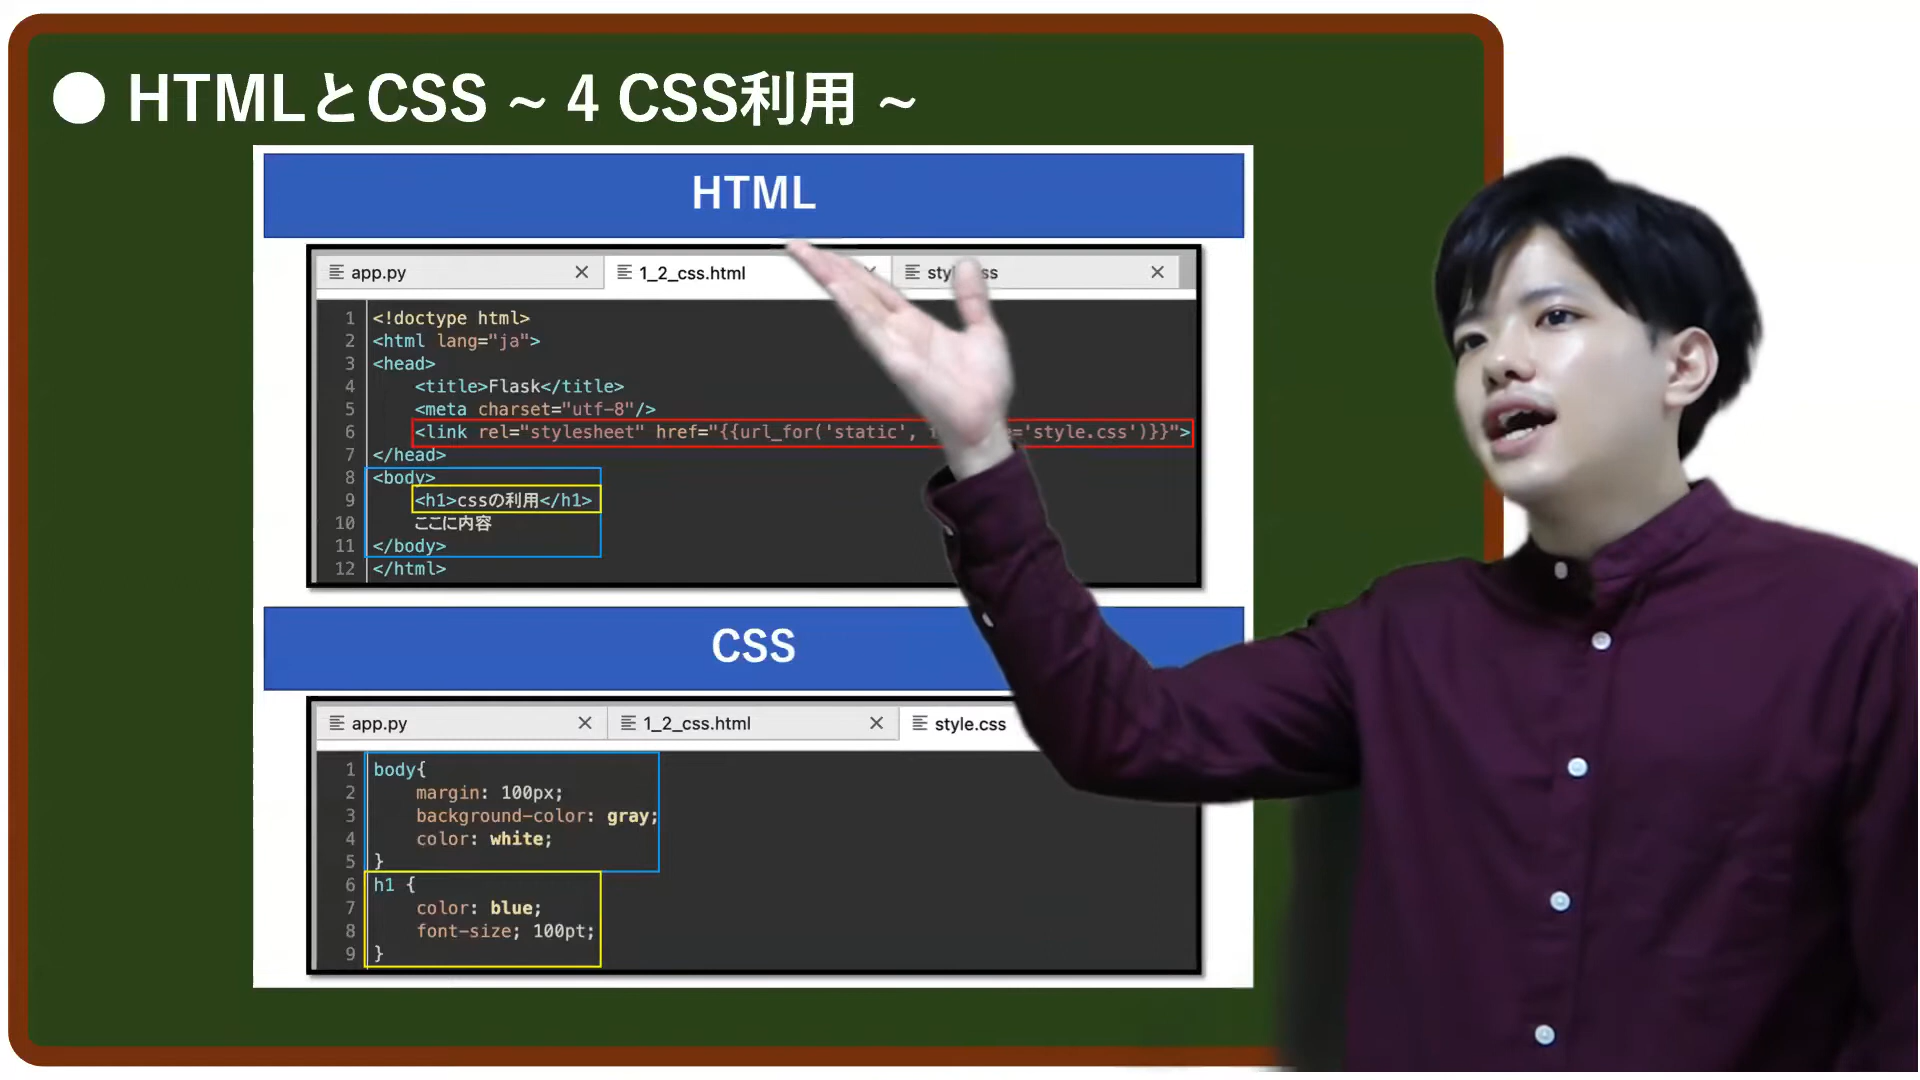 ● HTMLとCSS ~ 4 CSS利用 ~
HTML
app.py × 1_2_css.html ×
1 <!doctype html>
2 <html lang="ja">
3 <head>
4 <title>Flask</title>
5 <meta charset="utf-8"/>
6 <link rel="stylesheet" href="{{url_for('static', ='style.css')}}">
7 </head>
8 <body>
9 <h1>cssの利用</h1>
10 ここに内容
11 </body>
12 </html>
CSS
app.py × 1_2_css.html × style.css
1 body{
2 margin: 100px;
3 background-color: gray;
4 color: white;
5 }
6 h1 {
7 color: blue;
8 font-size; 100pt;
9 }